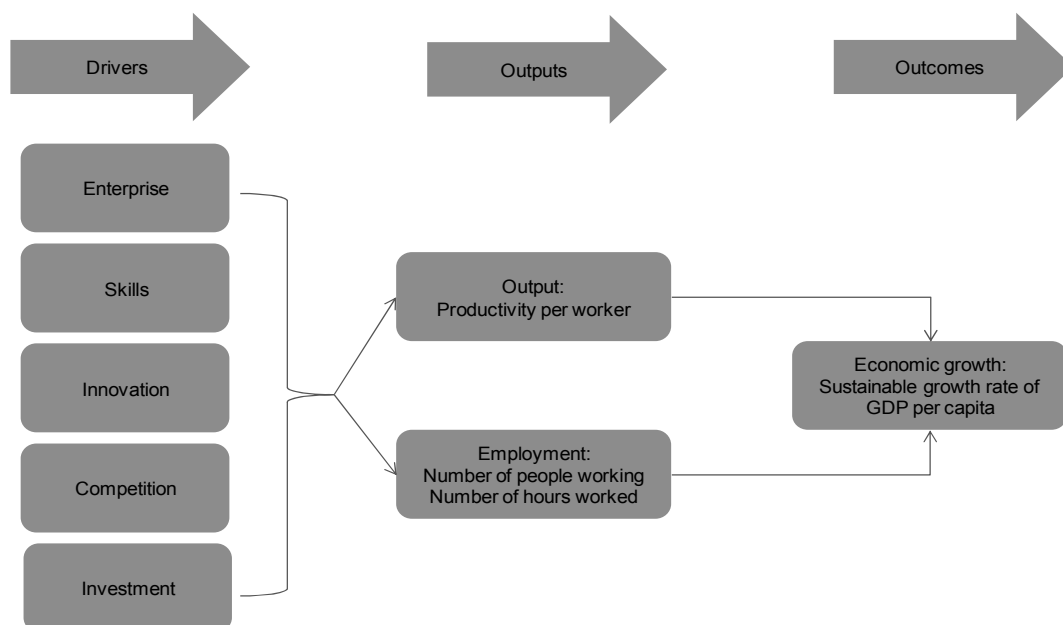 Drivers
Outputs
Outcomes
Enterprise
Skills
Innovation
Competition
Investment
Output:
Productivity per worker
Employment:
Number of people working
Number of hours worked
Economic growth:
Sustainable growth rate of
GDP per capita